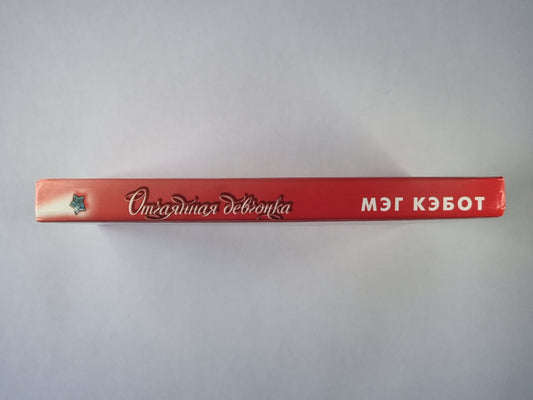 Отчаянная девчонка
МЭГ КЭБОТ